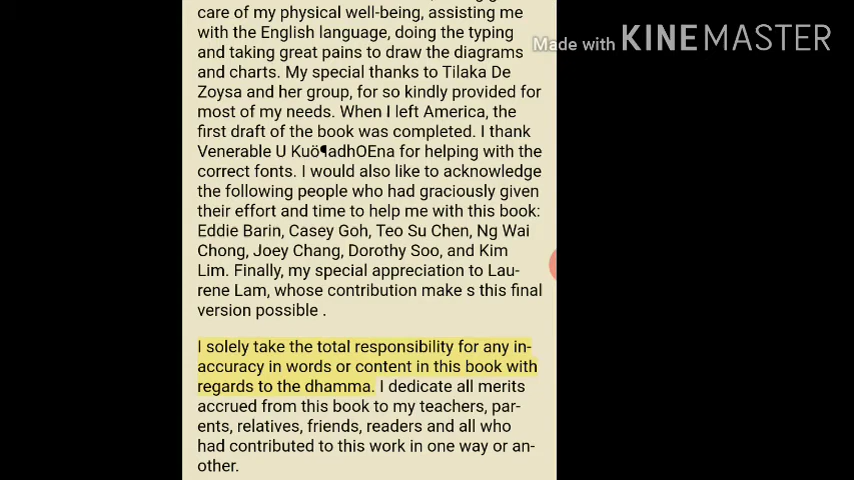 care of my physical well-being, assisting me
with the English language, doing the typing
and taking great pains to draw the diagrams
and charts. My special thanks to Tilaka De
Zoysa and her group, for so kindly provided for
most of my needs. When I left America, the
first draft of the book was completed. I thank
Venerable U Kuö¶adhOEna for helping with the
correct fonts. I would also like to acknowledge
the following people who had graciously given
their effort and time to help me with this book:
Eddie Barin, Casey Goh, Teo Su Chen, Ng Wai
Chong, Joey Chang, Dorothy Soo, and Kim
Lim. Finally, my special appreciation to Lau-
rene Lam, whose contribution make s this final
version possible .
I solely take the total responsibility for any in-
accuracy in words or content in this book with
regards to the dhamma. I dedicate all merits
accrued from this book to my teachers, par-
ents, relatives, friends, readers and all who
had contributed to this work in one way or an-
other.
Made with KINEMASTER